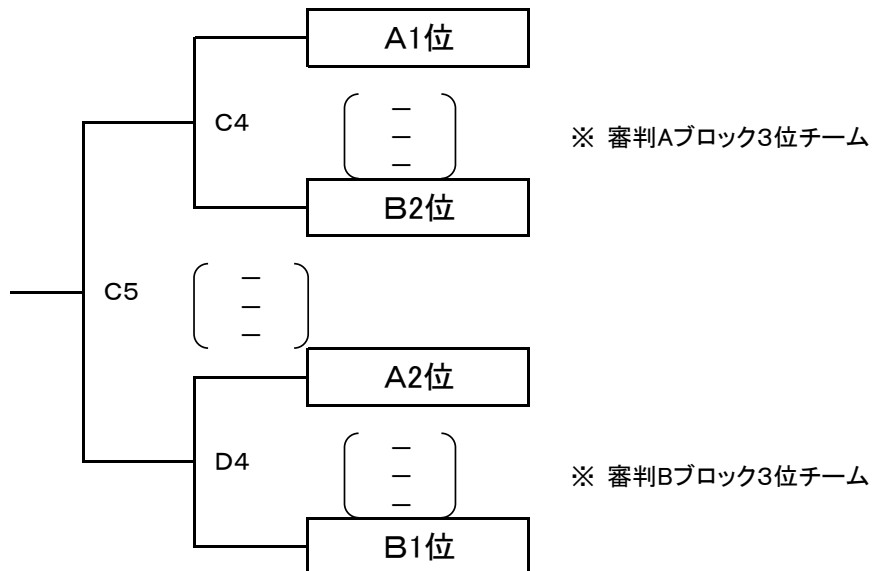 A1位
C4
－
－
－
※ 審判Aブロック3位チーム
B2位
C5
－
－
－
A2位
D4
－
－
－
※ 審判Bブロック3位チーム
B1位